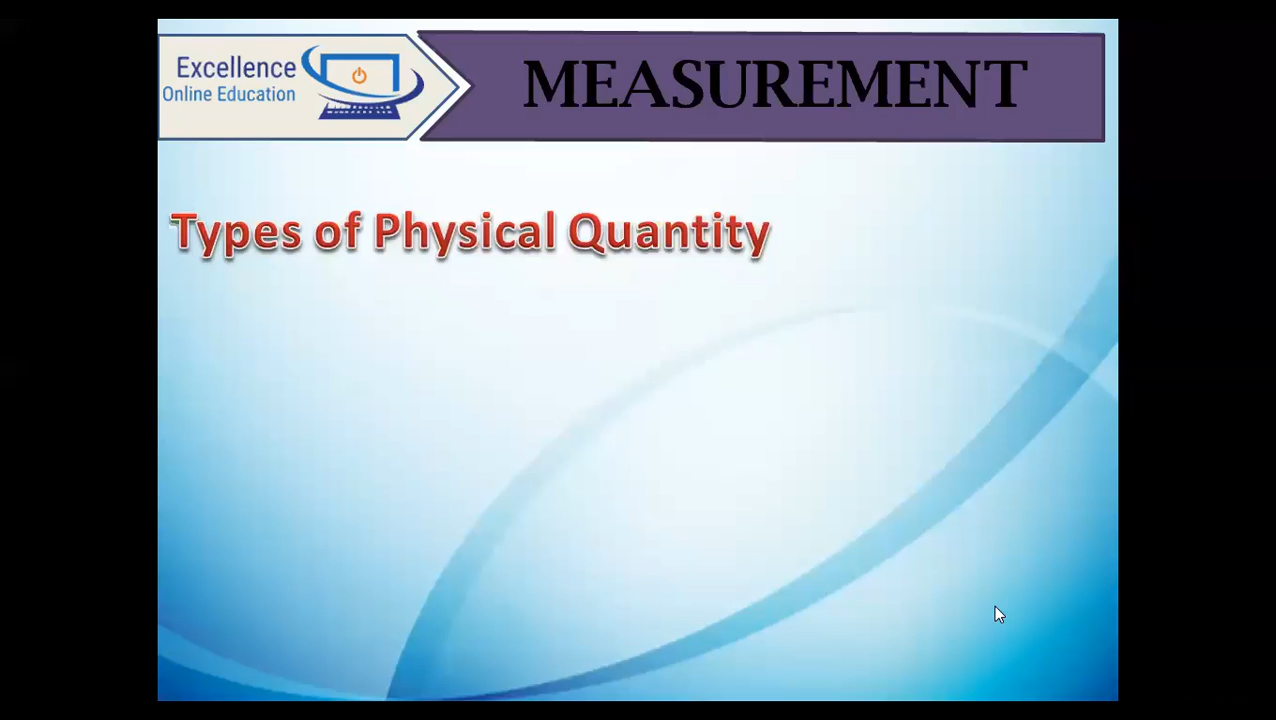 Excellence
Online Education
MEASUREMENT
Types of Physical Quantity